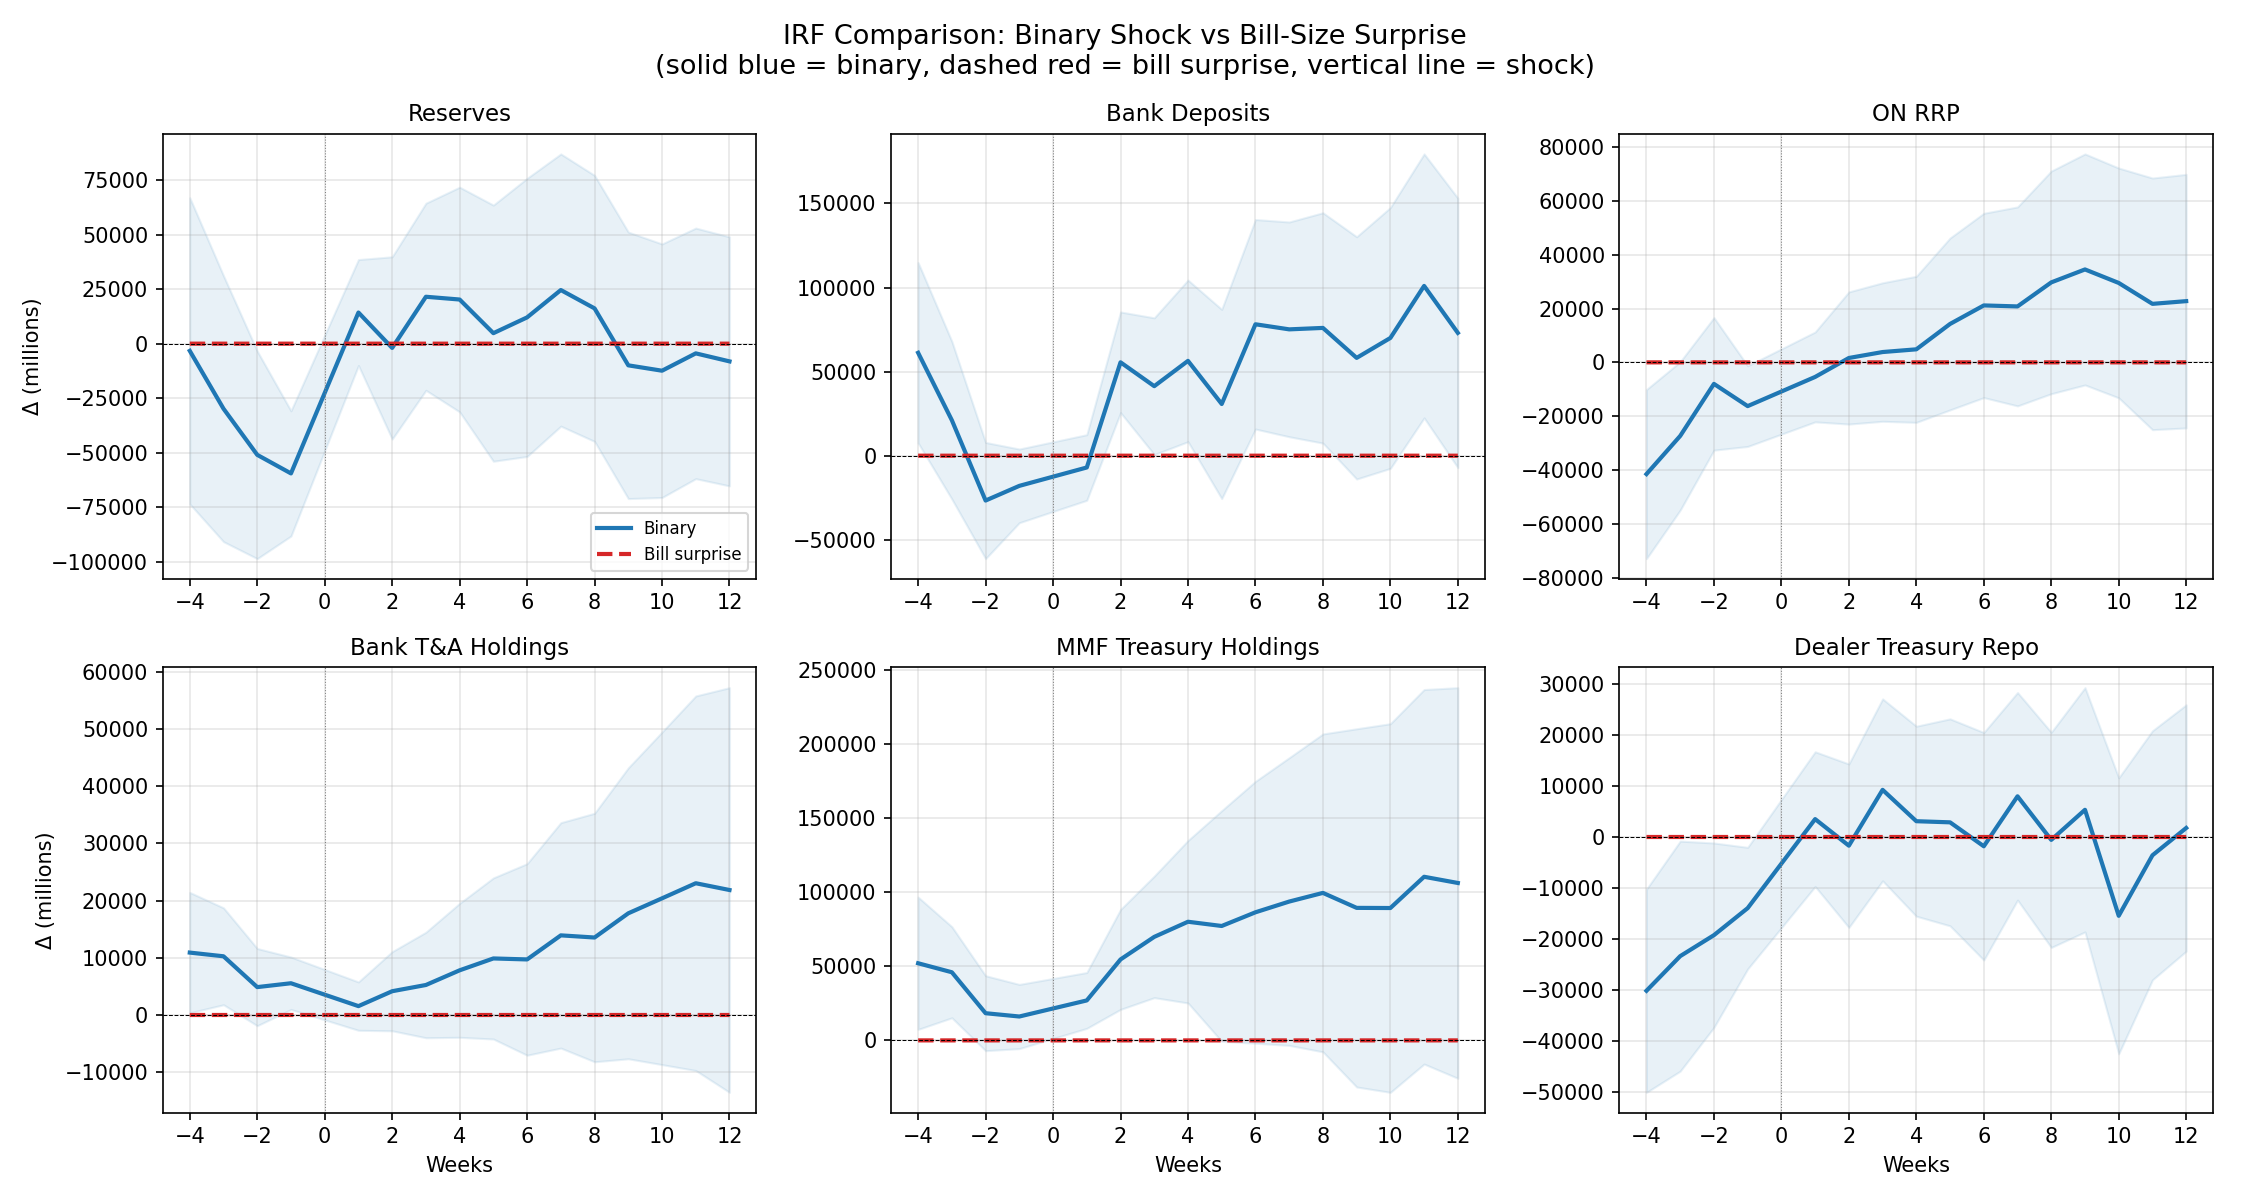 IRF Comparison: Binary Shock vs Bill-Size Surprise
(solid blue = binary, dashed red = bill surprise, vertical line = shock)
Reserves
Δ (millions)
75000
50000
25000
0
−25000
−50000
−75000
−100000
−4 −2 0 2 4 6 8 10 12
Binary
Bill surprise
Bank Deposits
150000
100000
50000
0
−50000
−4 −2 0 2 4 6 8 10 12
ON RRP
80000
60000
40000
20000
0
−20000
−40000
−60000
−80000
−4 −2 0 2 4 6 8 10 12
Bank T&A Holdings
Δ (millions)
60000
50000
40000
30000
20000
10000
0
−10000
−4 −2 0 2 4 6 8 10 12
Weeks
MMF Treasury Holdings
250000
200000
150000
100000
50000
0
−4 −2 0 2 4 6 8 10 12
Weeks
Dealer Treasury Repo
30000
20000
10000
0
−10000
−20000
−30000
−40000
−50000
−4 −2 0 2 4 6 8 10 12
Weeks